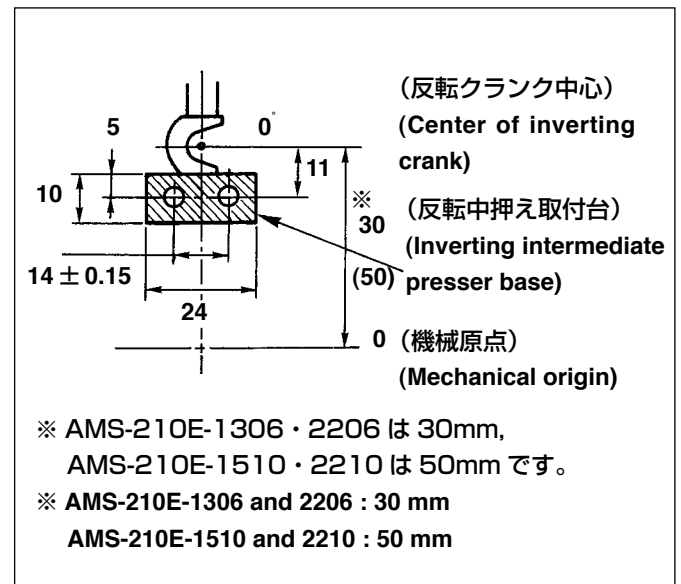 5
0°
(反転クランク中心)
(Center of inverting
crank)
11
10
※
30
(反転中押え取付台)
(Inverting intermediate
presser base)
14 ± 0.15
(50)
24
0 (機械原点)
(Mechanical origin)
※ AMS-210E-1306・2206 は 30mm,
AMS-210E-1510・2210 は 50mm です。
※ AMS-210E-1306 and 2206 : 30 mm
AMS-210E-1510 and 2210 : 50 mm